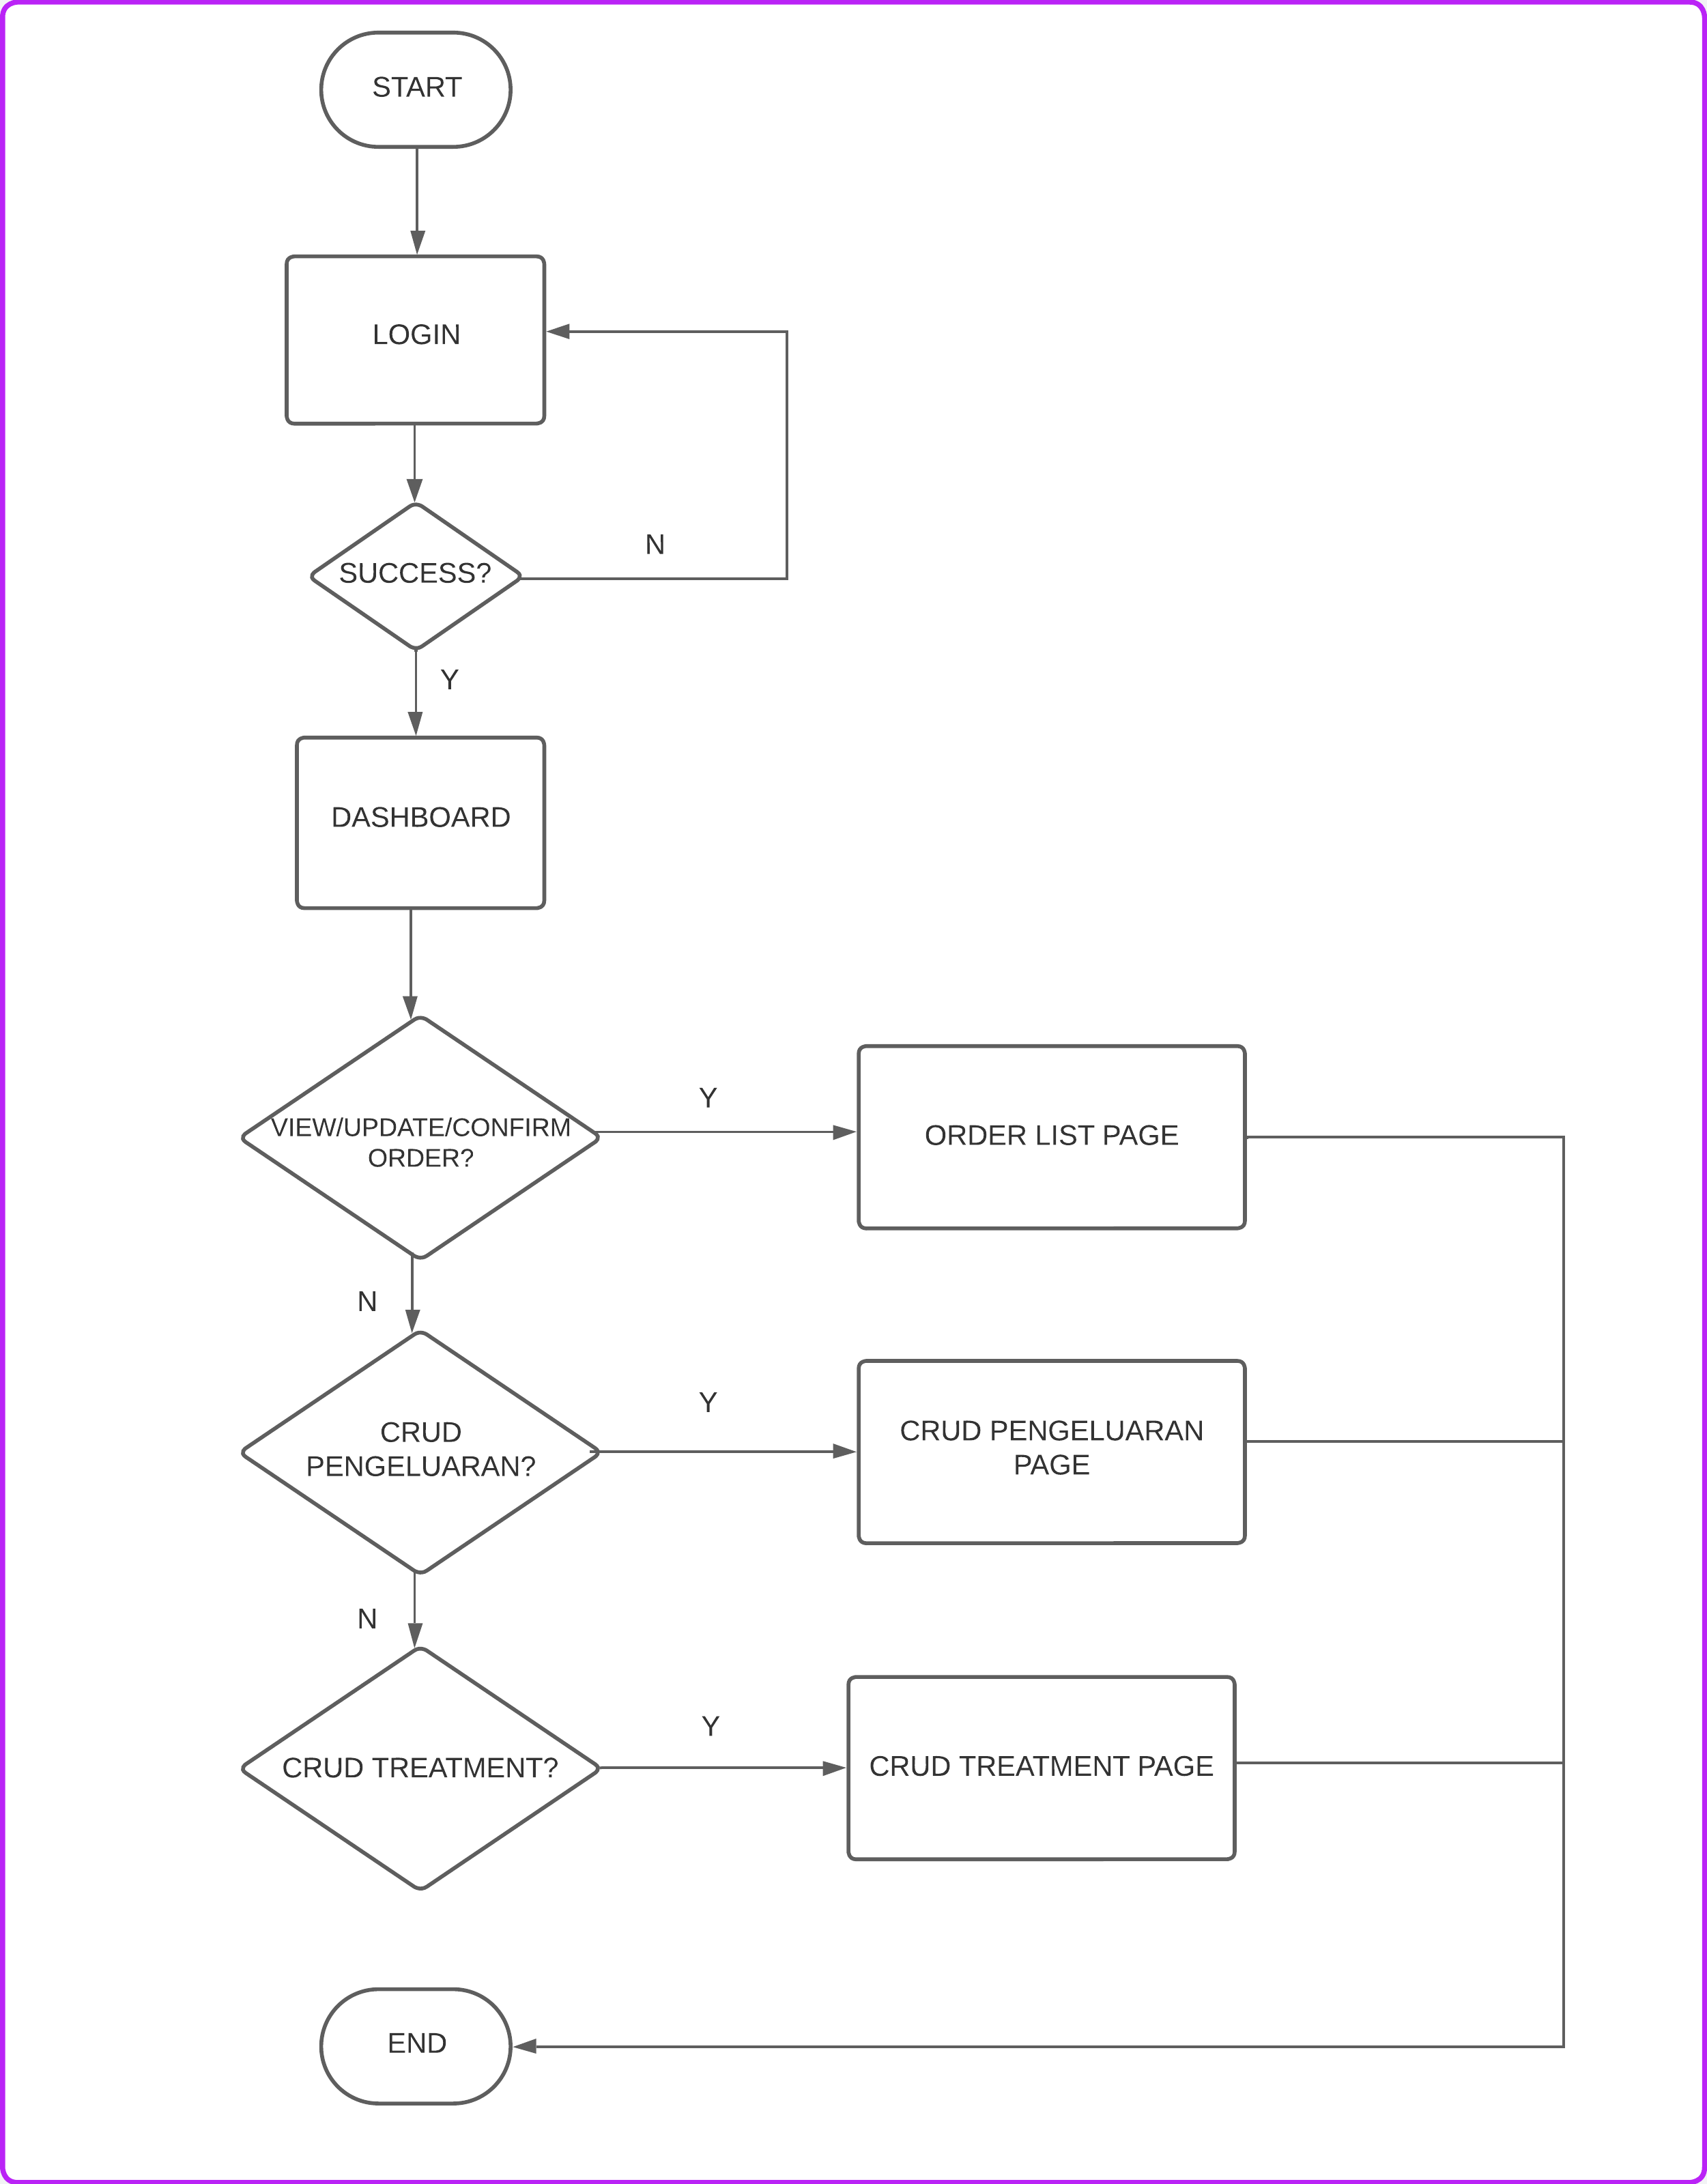 START
LOGIN
N
SUCCESS?
Y
DASHBOARD
Y
VIEW/UPDATE/CONFIRM
ORDER?
ORDER LIST PAGE
N
Y
CRUD
PENGELUARAN?
CRUD PENGELUARAN
PAGE
N
Y
CRUD TREATMENT?
CRUD TREATMENT PAGE
END